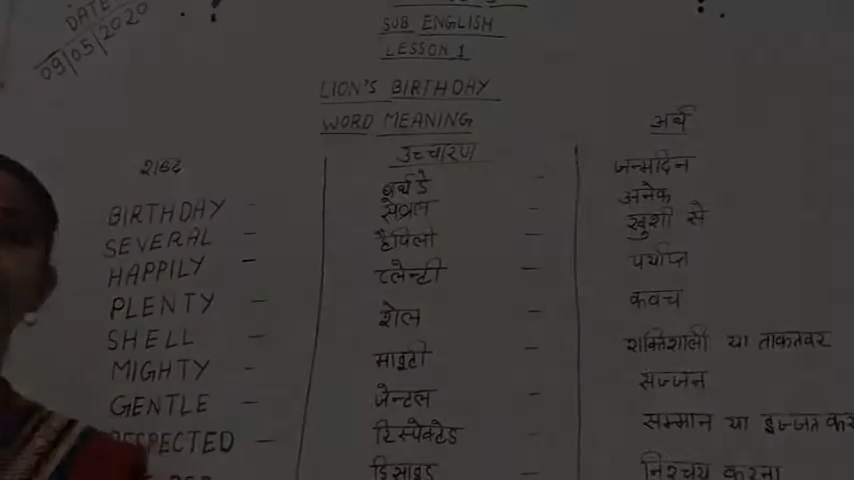 DATE
09/05/2020
SUB ENGLISH
LESSON 1
LION'S BIRTHDAY
WORD MEANING
शब्द उच्चारण अर्थ
BIRTHDAY - बर्थडे - जन्मदिन
SEVERAL - सेव्रल - अनेक
HAPPILY - हैपिली - खुशी से
PLENTY - प्लेन्टी - पर्याप्त
SHELL - शेल कवच
MIGHTY - माइटी - शक्तिशाली या ताकतवर
GENTLE - जेन्टल - सज्जन
RESPECTED - रिस्पेक्टेड - सम्मान या इज्जत कर
डिसाइड - निश्चय करना